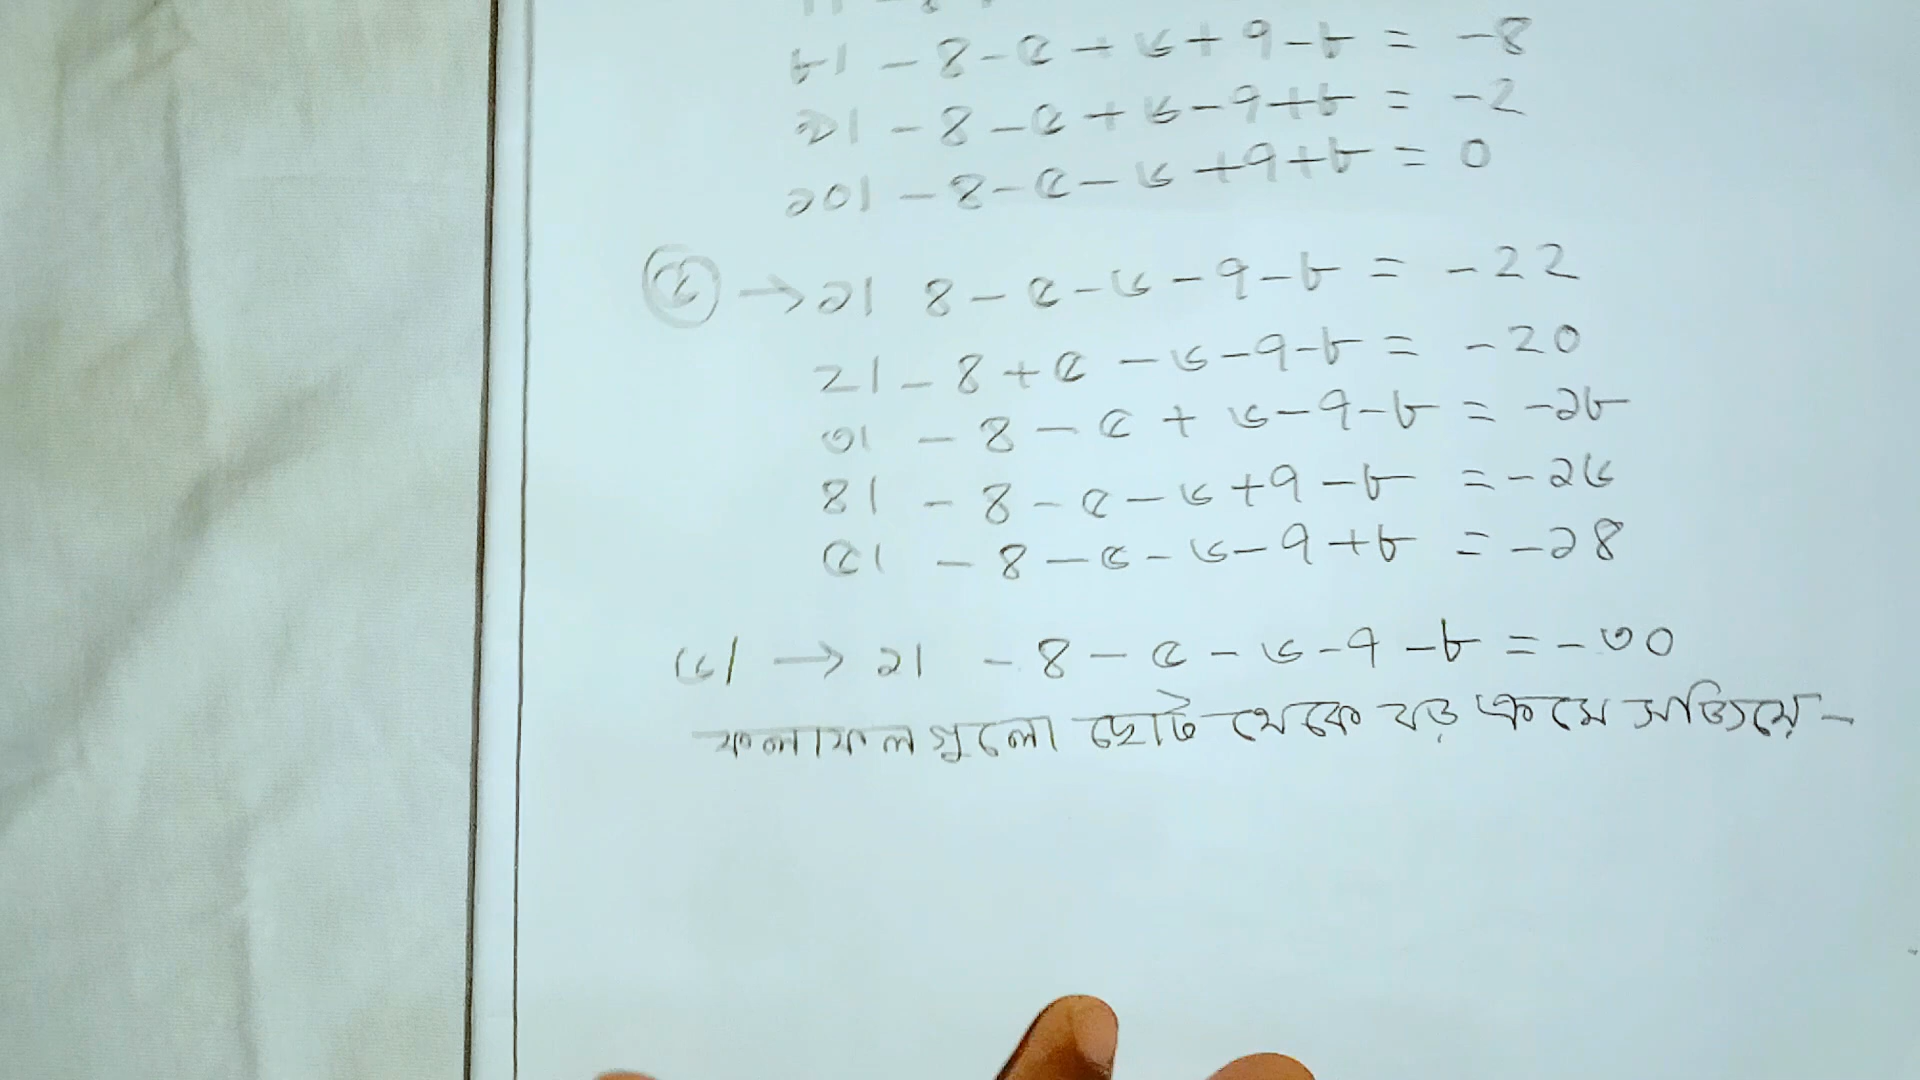 ৮। – ৪ – ৫ + ৬ + ৭ – ৮ = –৪
৯। – ৪ – ৫ + ৬ – ৭ + ৮ = –২
১০। – ৪ – ৫ – ৬ + ৭ + ৮ = ০
৫ → ১। ৪ – ৫ – ৬ – ৭ – ৮ = –২২
২। – ৪ + ৫ – ৬ – ৭ – ৮ = –২০
৩। – ৪ – ৫ + ৬ – ৭ – ৮ = –১৮
৪। – ৪ – ৫ – ৬ + ৭ – ৮ = –১৬
৫। – ৪ – ৫ – ৬ – ৭ + ৮ = –১৪
৬। → ১। – ৪ – ৫ – ৬ – ৭ – ৮ = –৩০
ফলাফলগুলো ছোট থেকে বড় ক্রমে সাজিয়ে –